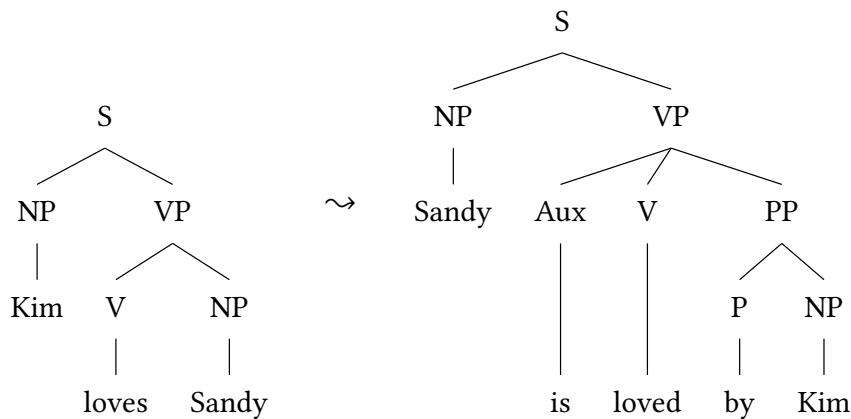 S
S
NP VP
NP VP
⤳
Sandy Aux V PP
Kim V NP
P NP
loves Sandy
is loved by Kim